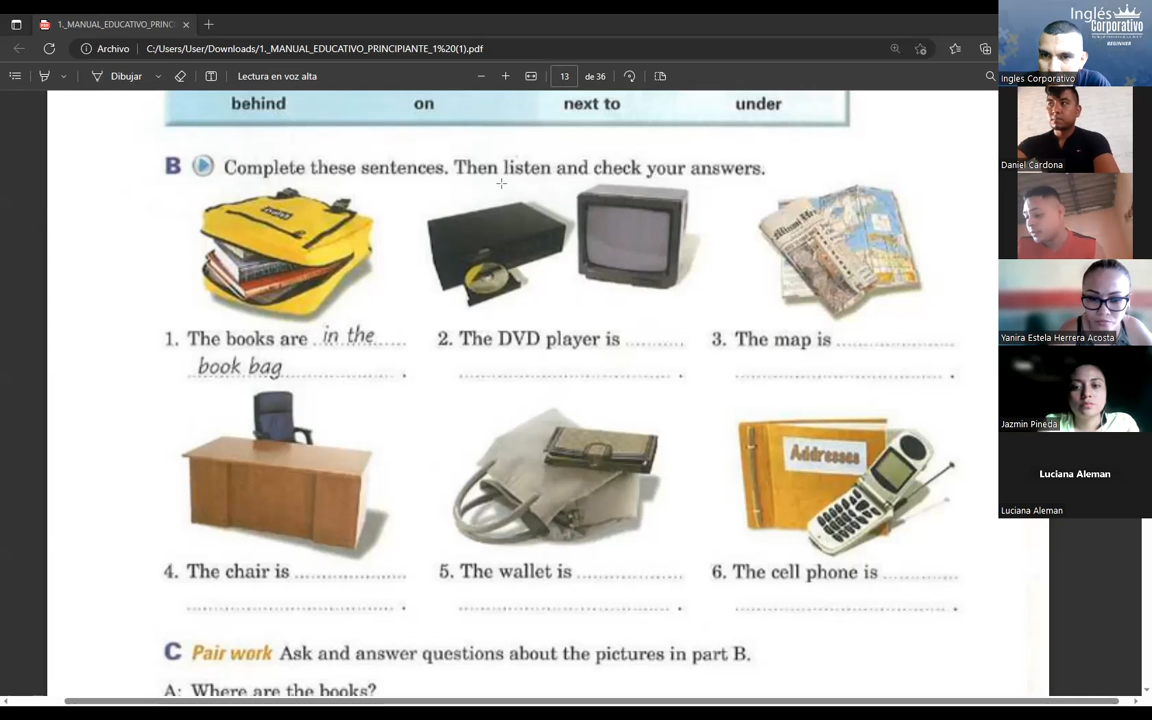 1._MANUAL_EDUCATIVO_PRINC
Archivo
C:/Users/User/Downloads/1._MANUAL_EDUCATIVO_PRINCIPIANTE_1%20(1).pdf
Dibujar
Lectura en voz alta
13
de 36
behind on next to under
B Complete these sentences. Then listen and check your answers.
Addresses
1. The books are in the
book bag.
2. The DVD player is
3. The map is
4. The chair is
5. The wallet is
6. The cell phone is
C Pair work Ask and answer questions about the pictures in part B.
A: Where are the books?
Inglés
Corporativo
BEGINNER
Ingles Corporativo
Daniel Cardona
Yanira Estela Herrera Acosta
Jazmin Pineda
Luciana Aleman
Luciana Aleman